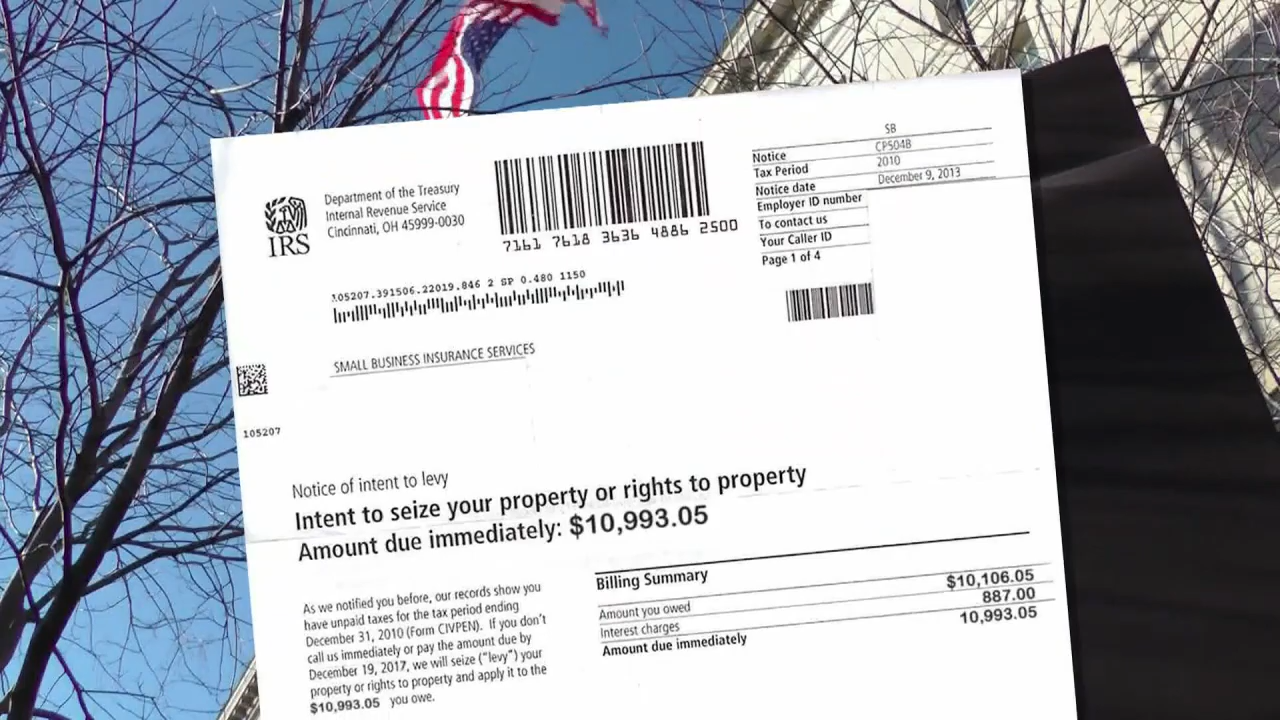 IRS
Department of the Treasury
Internal Revenue Service
Cincinnati, OH 45999-0030
7161 7618 3636 4886 2500
SB
Notice CP504B
Tax Period 2010
Notice date December 9, 2013
Employer ID number
To contact us
Your Caller ID
Page 1 of 4
105207.391506.22019.846 2 SP 0.480 1150
SMALL BUSINESS INSURANCE SERVICES
105207
Notice of intent to levy
Intent to seize your property or rights to property
Amount due immediately: $10,993.05
As we notified you before, our records show you
have unpaid taxes for the tax period ending
December 31, 2010 (Form CIVPEN). If you don't
call us immediately or pay the amount due by
December 19, 2017, we will seize ("levy") your
property or rights to property and apply it to the
$10,993.05 you owe.
Billing Summary
Amount you owed $10,106.05
Interest charges 887.00
Amount due immediately 10,993.05